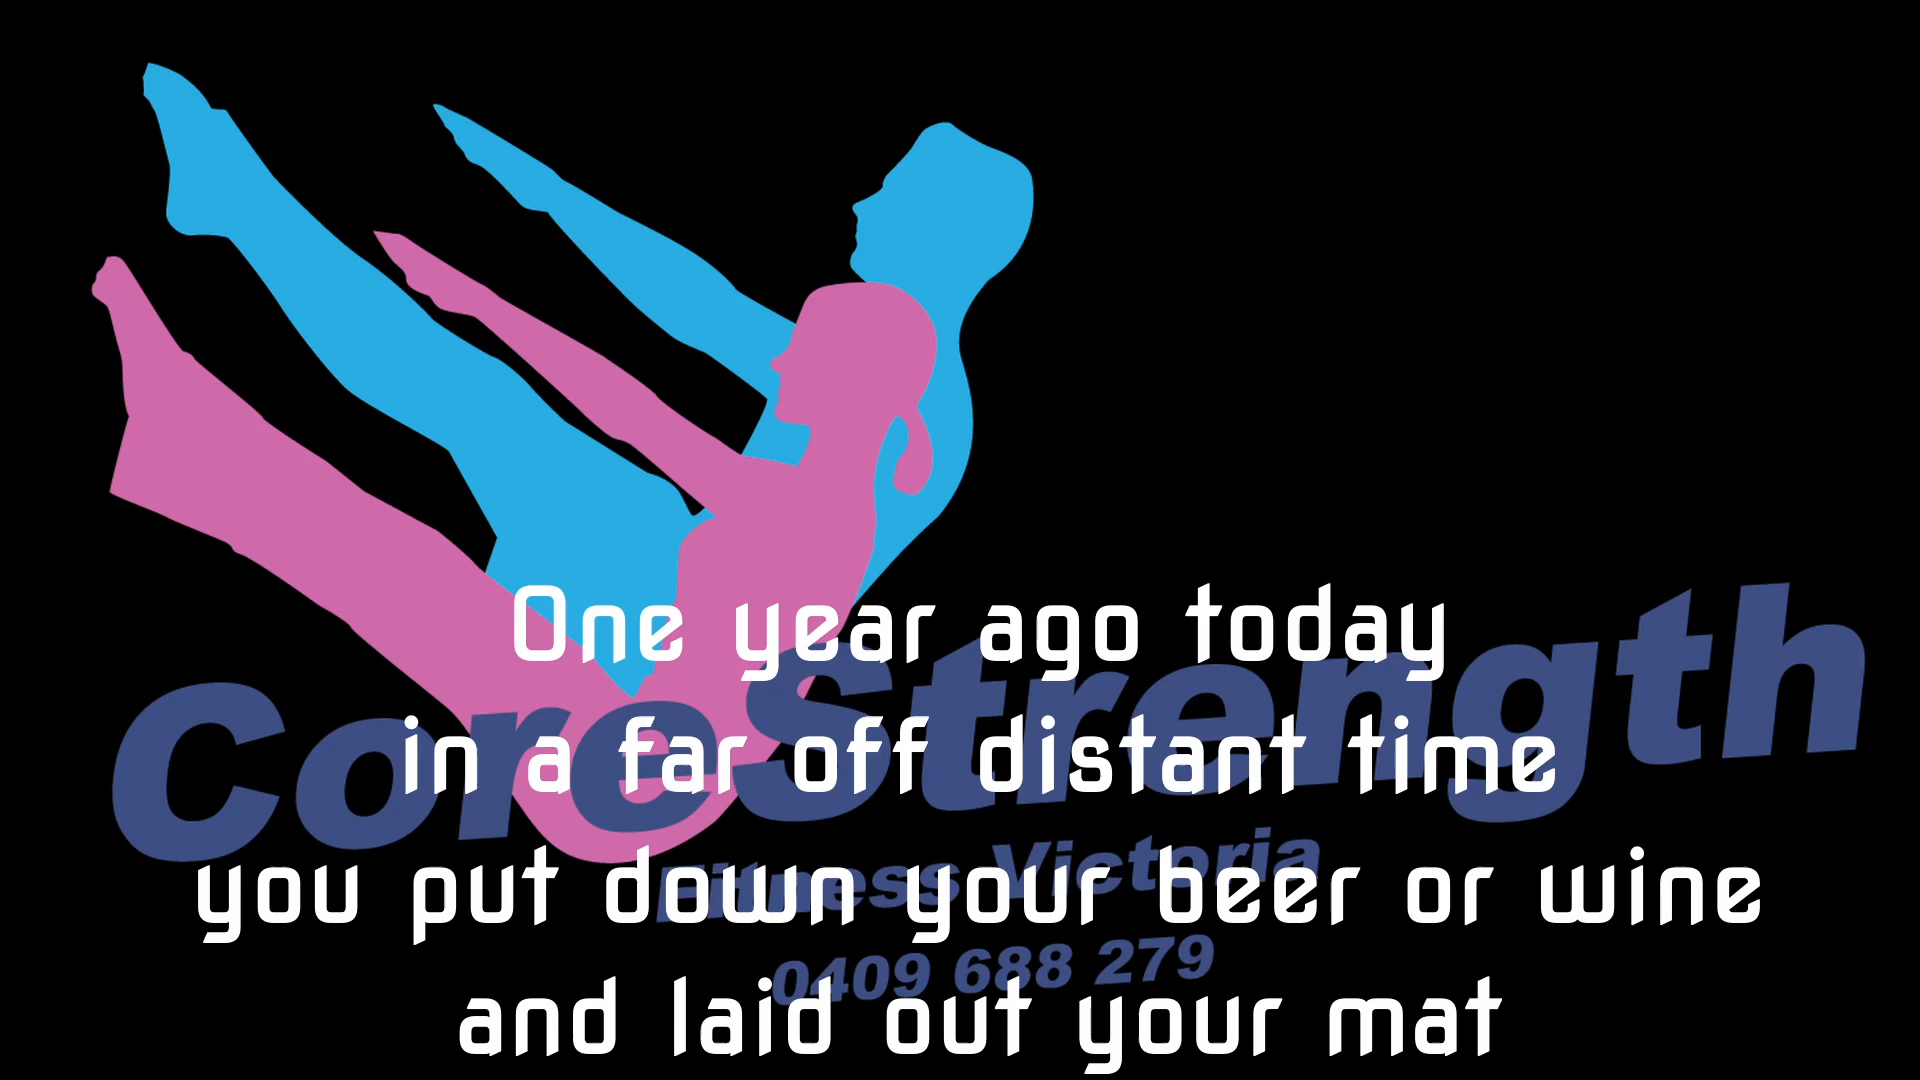 One year ago today
CoreStrength
in a far off distant time
Fitness Victoria
you put down your beer or wine
0409 688 279
and laid out your mat